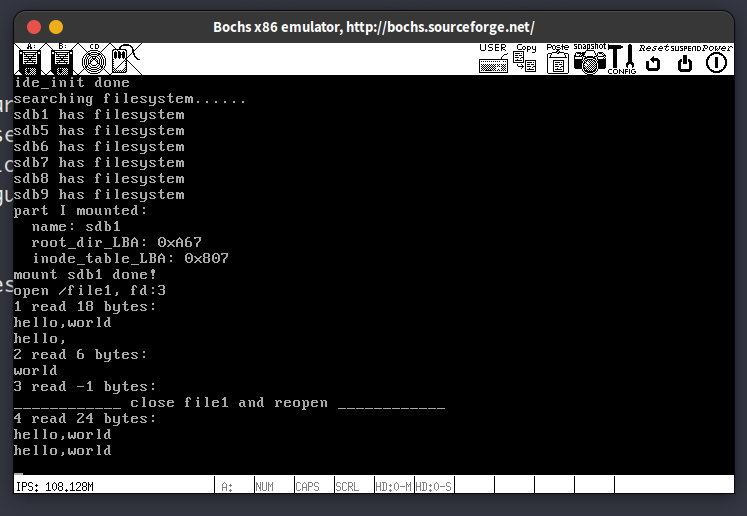 Bochs x86 emulator, http://bochs.sourceforge.net/
A: B: CD USER Copy Paste snapshot CONFIG Reset SUSPEND Power
ide_init done
searching filesystem......
sdb1 has filesystem
sdb5 has filesystem
sdb6 has filesystem
sdb7 has filesystem
sdb8 has filesystem
sdb9 has filesystem
part I mounted:
name: sdb1
root_dir_LBA: 0xA67
inode_table_LBA: 0x807
mount sdb1 done!
open /file1, fd:3
1 read 18 bytes:
hello,world
hello,
2 read 6 bytes:
world
3 read -1 bytes:
____________ close file1 and reopen ____________
4 read 24 bytes:
hello,world
hello,world
_
IPS: 108.128M A: NUM CAPS SCRL HD:0-M HD:0-S